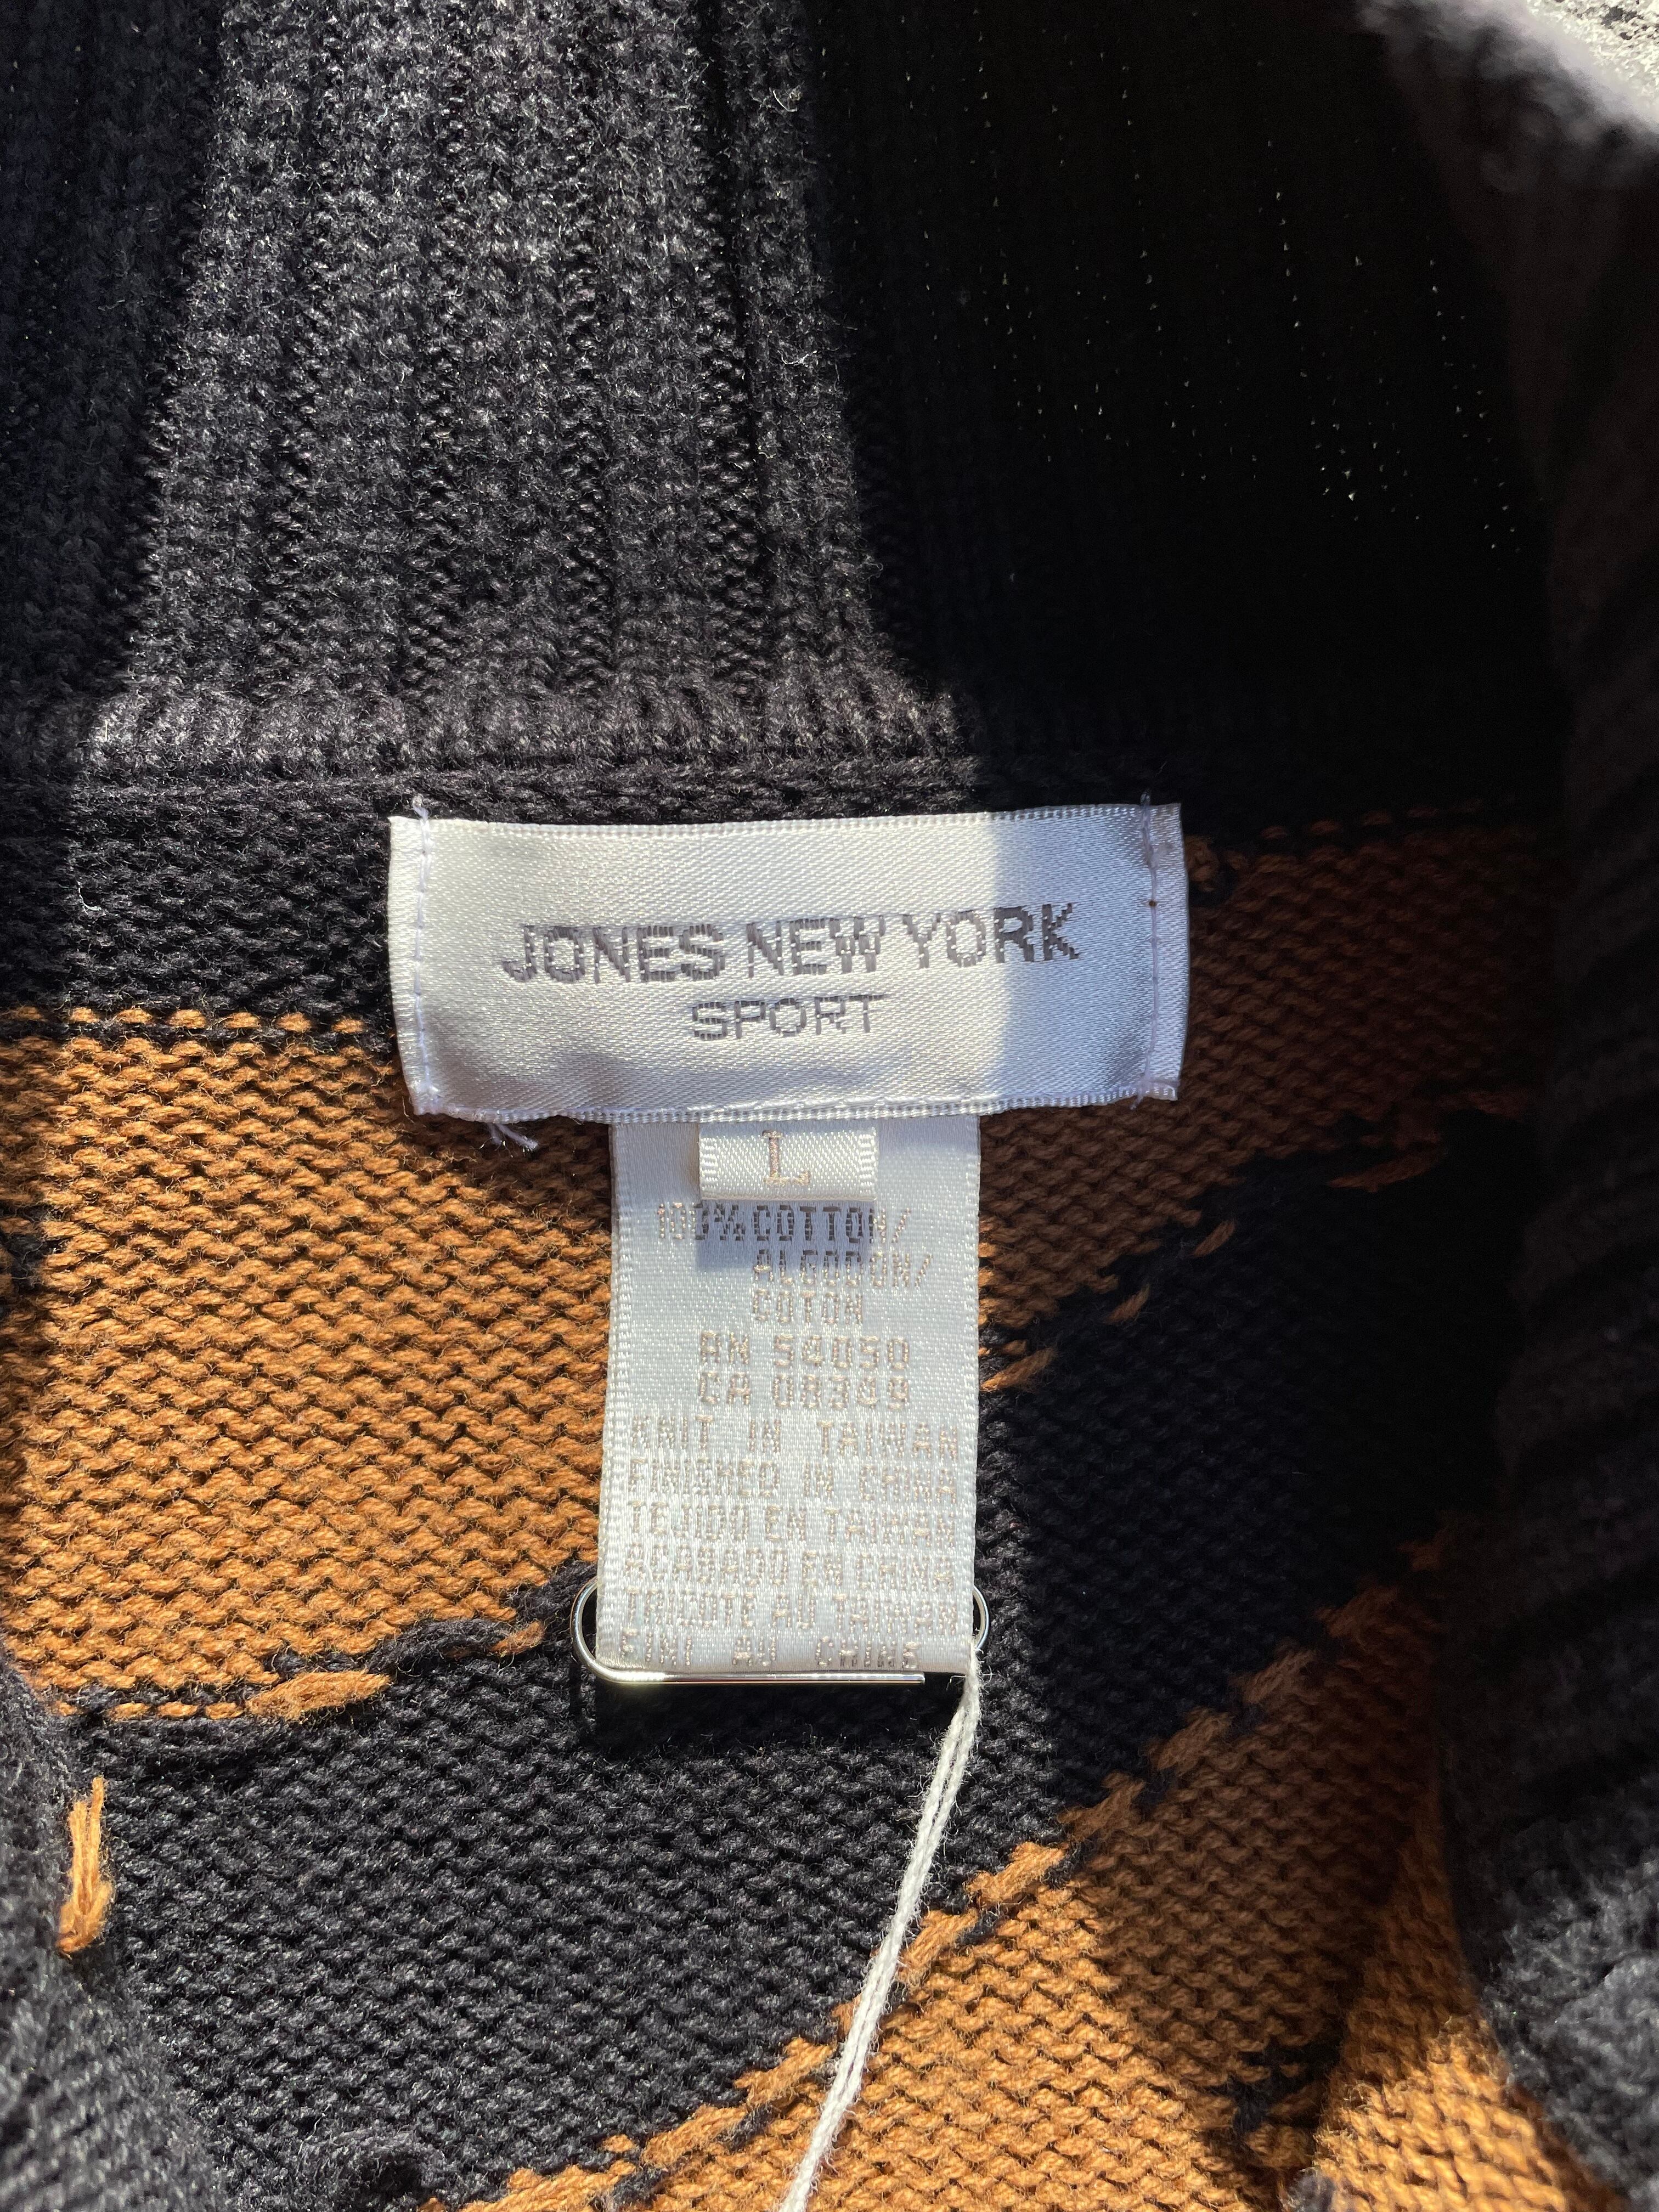 JONES NEW YORK
SPORT
L
100% COTTON/
ALGODON/
COTON
RN 54050
CA 08349
KNIT IN TAIWAN
FINISHED IN CHINA
TEJIDO EN TAIWAN
ACABADO EN CHINA
TRICOTE AU TAIWAN
FINI AU CHINE